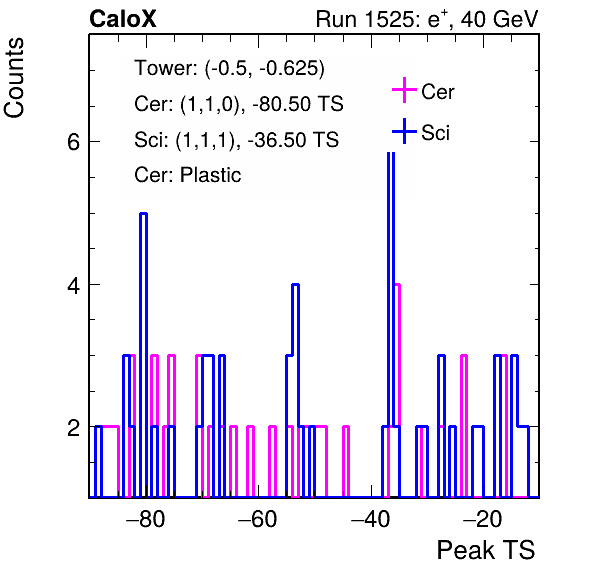 CaloX Run 1525: e+, 40 GeV
Counts
Tower: (-0.5, -0.625)
Cer: (1,1,0), -80.50 TS
Sci: (1,1,1), -36.50 TS
Cer: Plastic
Cer
Sci
6
4
2
−80 −60 −40 −20
Peak TS